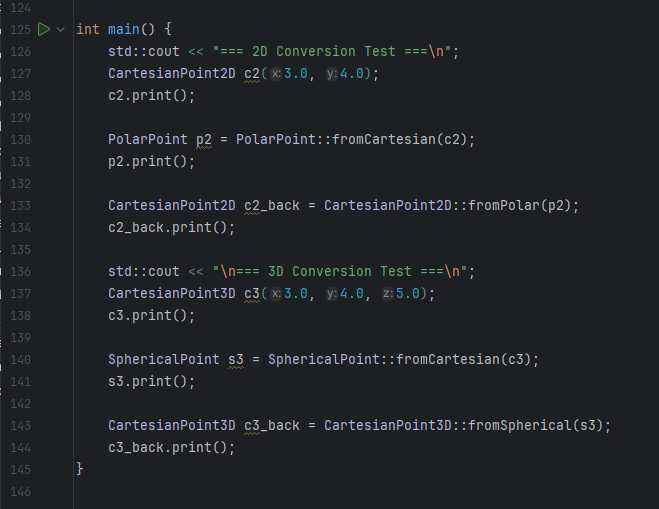 124
125 int main() {
126 std::cout << "=== 2D Conversion Test ===\n";
127 CartesianPoint2D c2(x:3.0, y:4.0);
128 c2.print();
129
130 PolarPoint p2 = PolarPoint::fromCartesian(c2);
131 p2.print();
132
133 CartesianPoint2D c2_back = CartesianPoint2D::fromPolar(p2);
134 c2_back.print();
135
136 std::cout << "\n=== 3D Conversion Test ===\n";
137 CartesianPoint3D c3(x:3.0, y:4.0, z:5.0);
138 c3.print();
139
140 SphericalPoint s3 = SphericalPoint::fromCartesian(c3);
141 s3.print();
142
143 CartesianPoint3D c3_back = CartesianPoint3D::fromSpherical(s3);
144 c3_back.print();
145 }
146